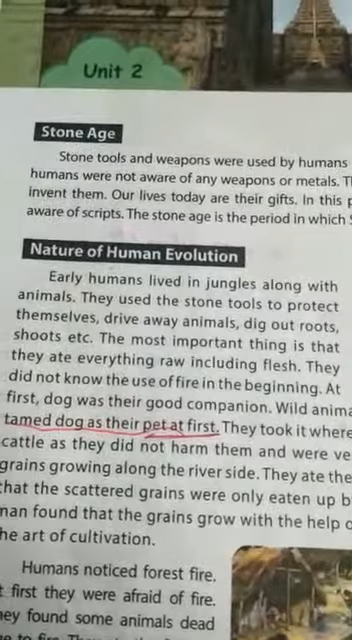 Unit 2
Stone Age
Stone tools and weapons were used by humans
humans were not aware of any weapons or metals.
invent them. Our lives today are their gifts. In this
aware of scripts. The stone age is the period in which
Nature of Human Evolution
Early humans lived in jungles along with
animals. They used the stone tools to protect
themselves, drive away animals, dig out roots,
shoots etc. The most important thing is that
they ate everything raw including flesh. They
did not know the use of fire in the beginning. At
first, dog was their good companion. Wild
tamed dog as their pet at first. They took it where
cattle as they did not harm them and were
grains growing along the river side. They ate the
that the scattered grains were only eaten up
man found that the grains grow with the help
the art of cultivation.
Humans noticed forest fire.
first they were afraid of fire.
they found some animals dead